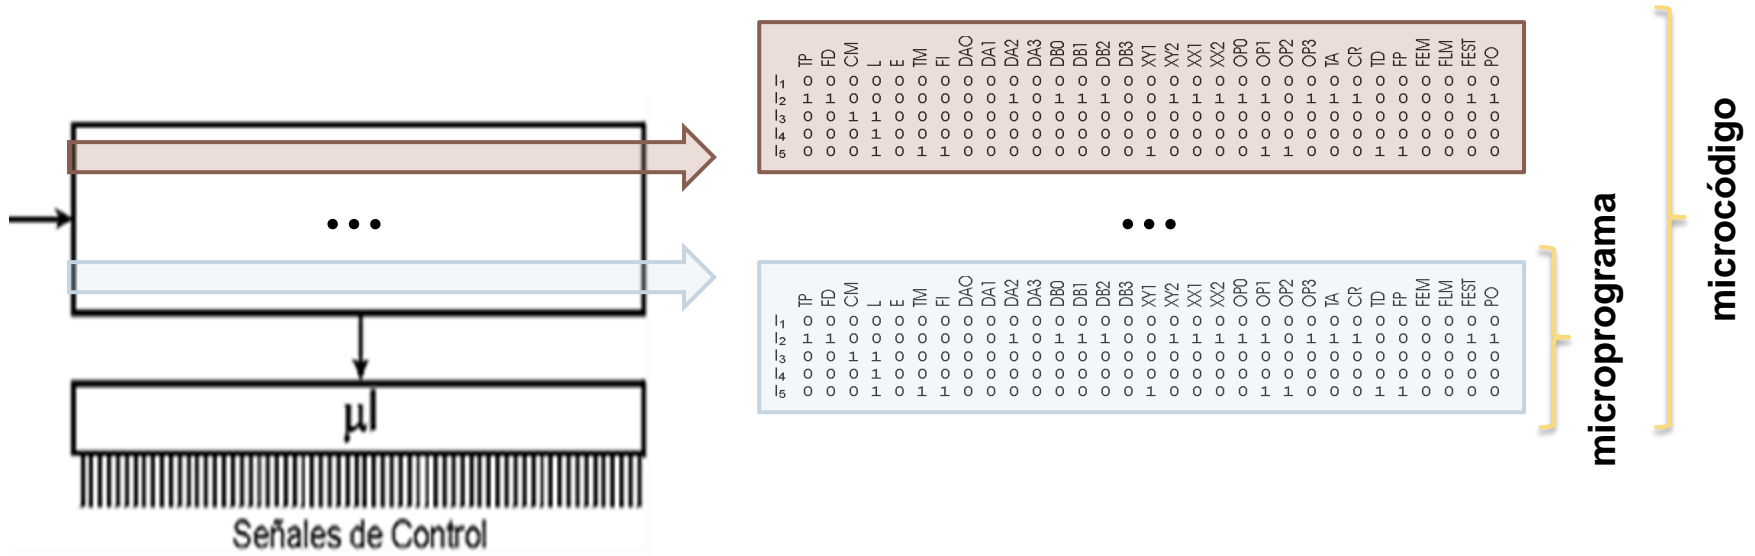 TP FD CM L E TM FI DAO DA1 DA2 DA3 DB0 DB1 DB2 DB3 XY1 XY2 XX1 XX2 OP0 OP1 OP2 OP3 TA CR TD FP FEM FLM FEST PO
I₁ 0 0 0 0 0 0 0 0 0 0 0 0 0 0 0 0 0 0 0 0 0 0 0 0 0 0 0 0 0 0 0
I₂ 1 1 0 0 0 0 0 0 0 1 0 1 1 1 0 0 1 1 1 1 1 0 1 1 1 0 0 0 0 1 1
I₃ 0 0 1 1 0 0 0 0 0 0 0 0 0 0 0 0 0 0 0 0 0 0 0 0 0 0 0 0 0 0 0
I₄ 0 0 0 1 0 0 0 0 0 0 0 0 0 0 0 0 0 0 0 0 0 0 0 0 0 0 0 0 0 0 0
I₅ 0 0 0 1 0 1 1 0 0 0 0 0 0 0 0 1 0 0 0 0 1 1 0 0 0 1 1 0 0 0 0
...
...
TP FD CM L E TM FI DAO DA1 DA2 DA3 DB0 DB1 DB2 DB3 XY1 XY2 XX1 XX2 OP0 OP1 OP2 OP3 TA CR TD FP FEM FLM FEST PO
I₁ 0 0 0 0 0 0 0 0 0 0 0 0 0 0 0 0 0 0 0 0 0 0 0 0 0 0 0 0 0 0 0
I₂ 1 1 0 0 0 0 0 0 0 1 0 1 1 1 0 0 1 1 1 1 1 0 1 1 1 0 0 0 0 1 1
I₃ 0 0 1 1 0 0 0 0 0 0 0 0 0 0 0 0 0 0 0 0 0 0 0 0 0 0 0 0 0 0 0
I₄ 0 0 0 1 0 0 0 0 0 0 0 0 0 0 0 0 0 0 0 0 0 0 0 0 0 0 0 0 0 0 0
I₅ 0 0 0 1 0 1 1 0 0 0 0 0 0 0 0 1 0 0 0 0 1 1 0 0 0 1 1 0 0 0 0
microprograma
microcódigo
µI
Señales de Control